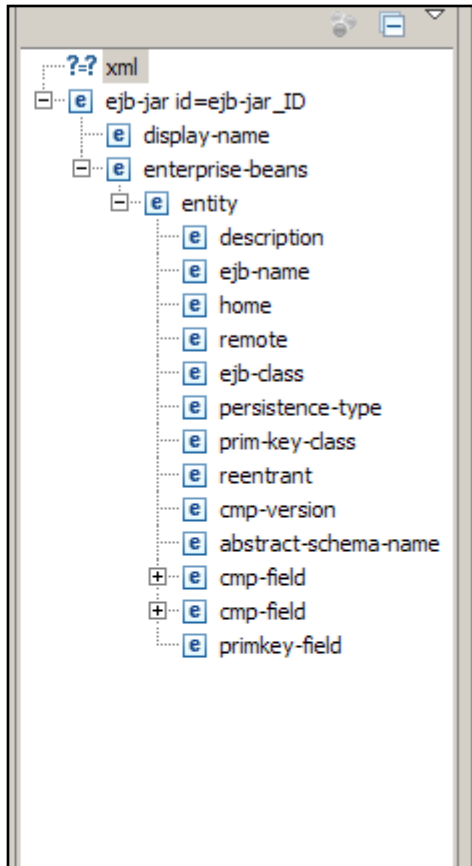 ?=? xml
e ejb-jar id=ejb-jar_ID
e display-name
e enterprise-beans
e entity
e description
e ejb-name
e home
e remote
e ejb-class
e persistence-type
e prim-key-class
e reentrant
e cmp-version
e abstract-schema-name
e cmp-field
e cmp-field
e primkey-field